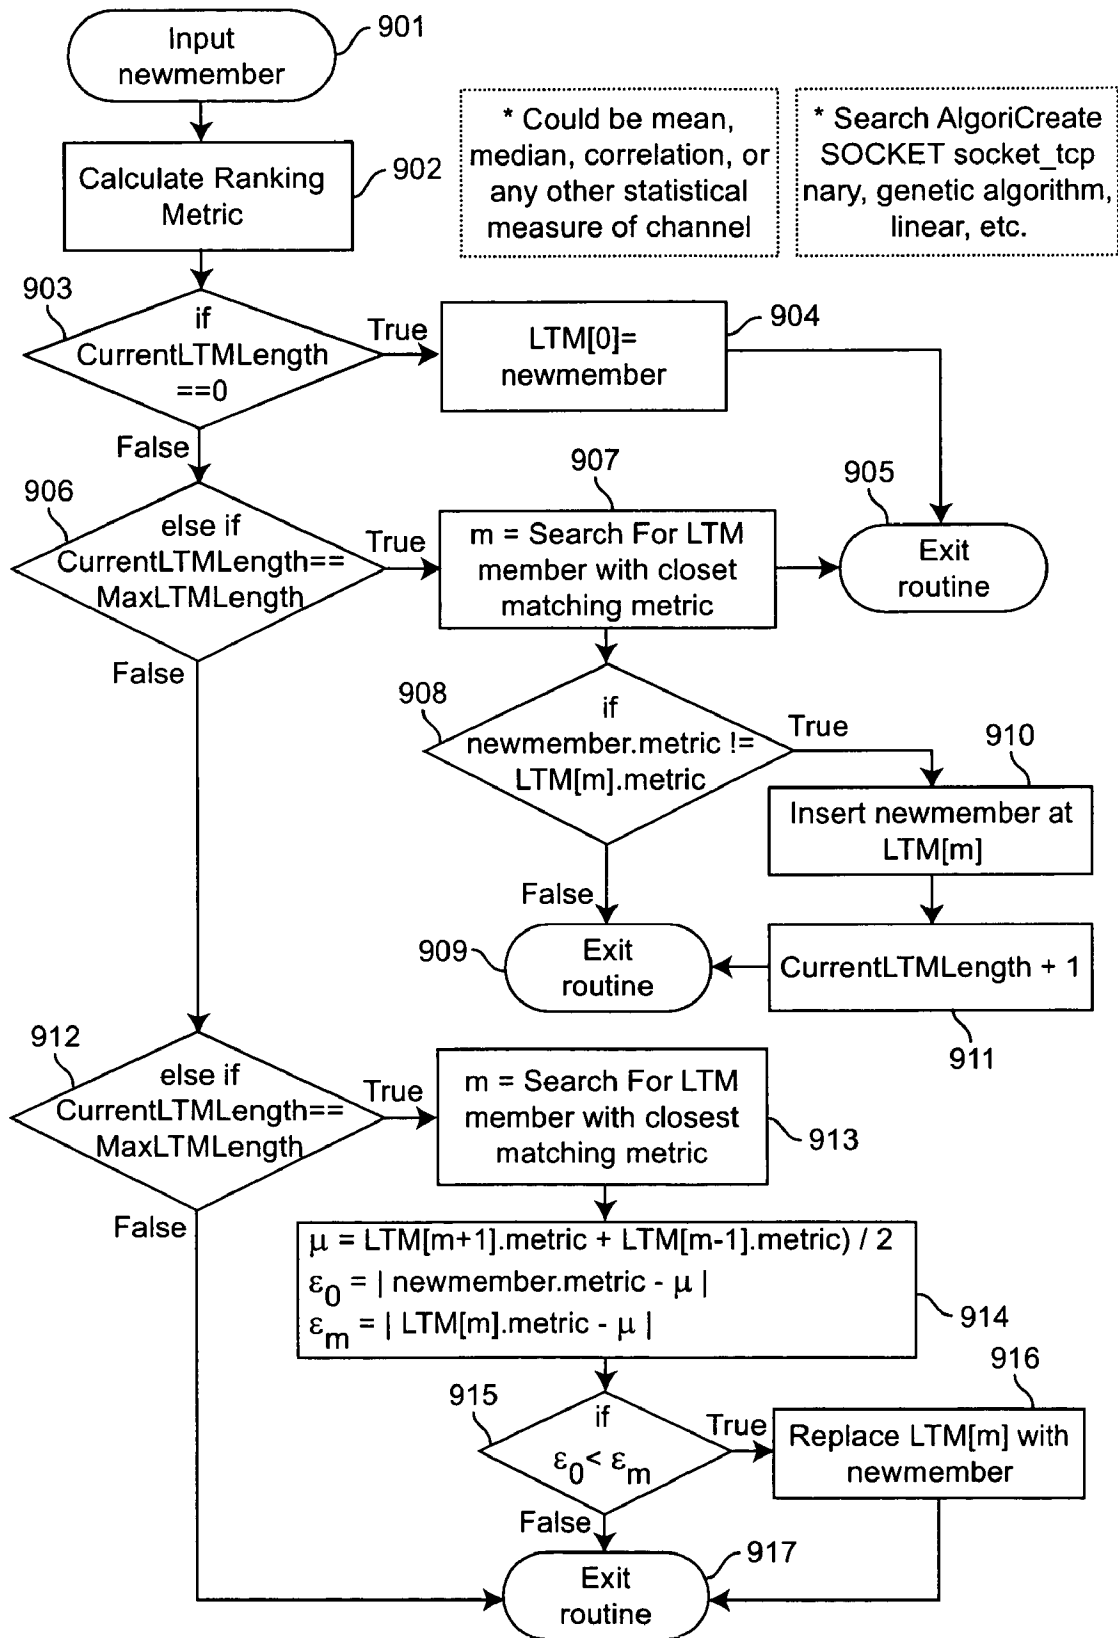 Input
newmember
901
Calculate Ranking
Metric
902
* Could be mean,
median, correlation, or
any other statistical
measure of channel
* Search AlgoriCreate
SOCKET socket_tcp
nary, genetic algorithm,
linear, etc.
903
if
CurrentLTMLength
==0
True
LTM[0]=
newmember
904
False
905
Exit
routine
906
else if
CurrentLTMLength==
MaxLTMLength
True
907
m = Search For LTM
member with closet
matching metric
False
908
if
newmember.metric !=
LTM[m].metric
True
910
Insert newmember at
LTM[m]
False
909
Exit
routine
CurrentLTMLength + 1
911
912
else if
CurrentLTMLength==
MaxLTMLength
True
m = Search For LTM
member with closest
matching metric
913
False
μ = LTM[m+1].metric + LTM[m-1].metric) / 2
ε0 = | newmember.metric - μ |
εm = | LTM[m].metric - μ |
914
915
if
ε0 < εm
True
916
Replace LTM[m] with
newmember
False
917
Exit
routine